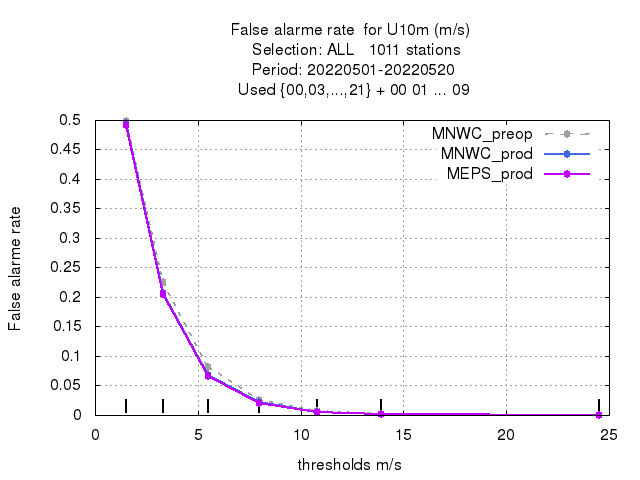 False alarme rate  for U10m (m/s)
Selection: ALL   1011 stations
Period: 20220501-20220520
Used {00,03,...,21} + 00 01 ... 09
MNWC_preop
MNWC_prod
MEPS_prod
False alarme rate
0.5
0.45
0.4
0.35
0.3
0.25
0.2
0.15
0.1
0.05
0
0 5 10 15 20 25
thresholds m/s